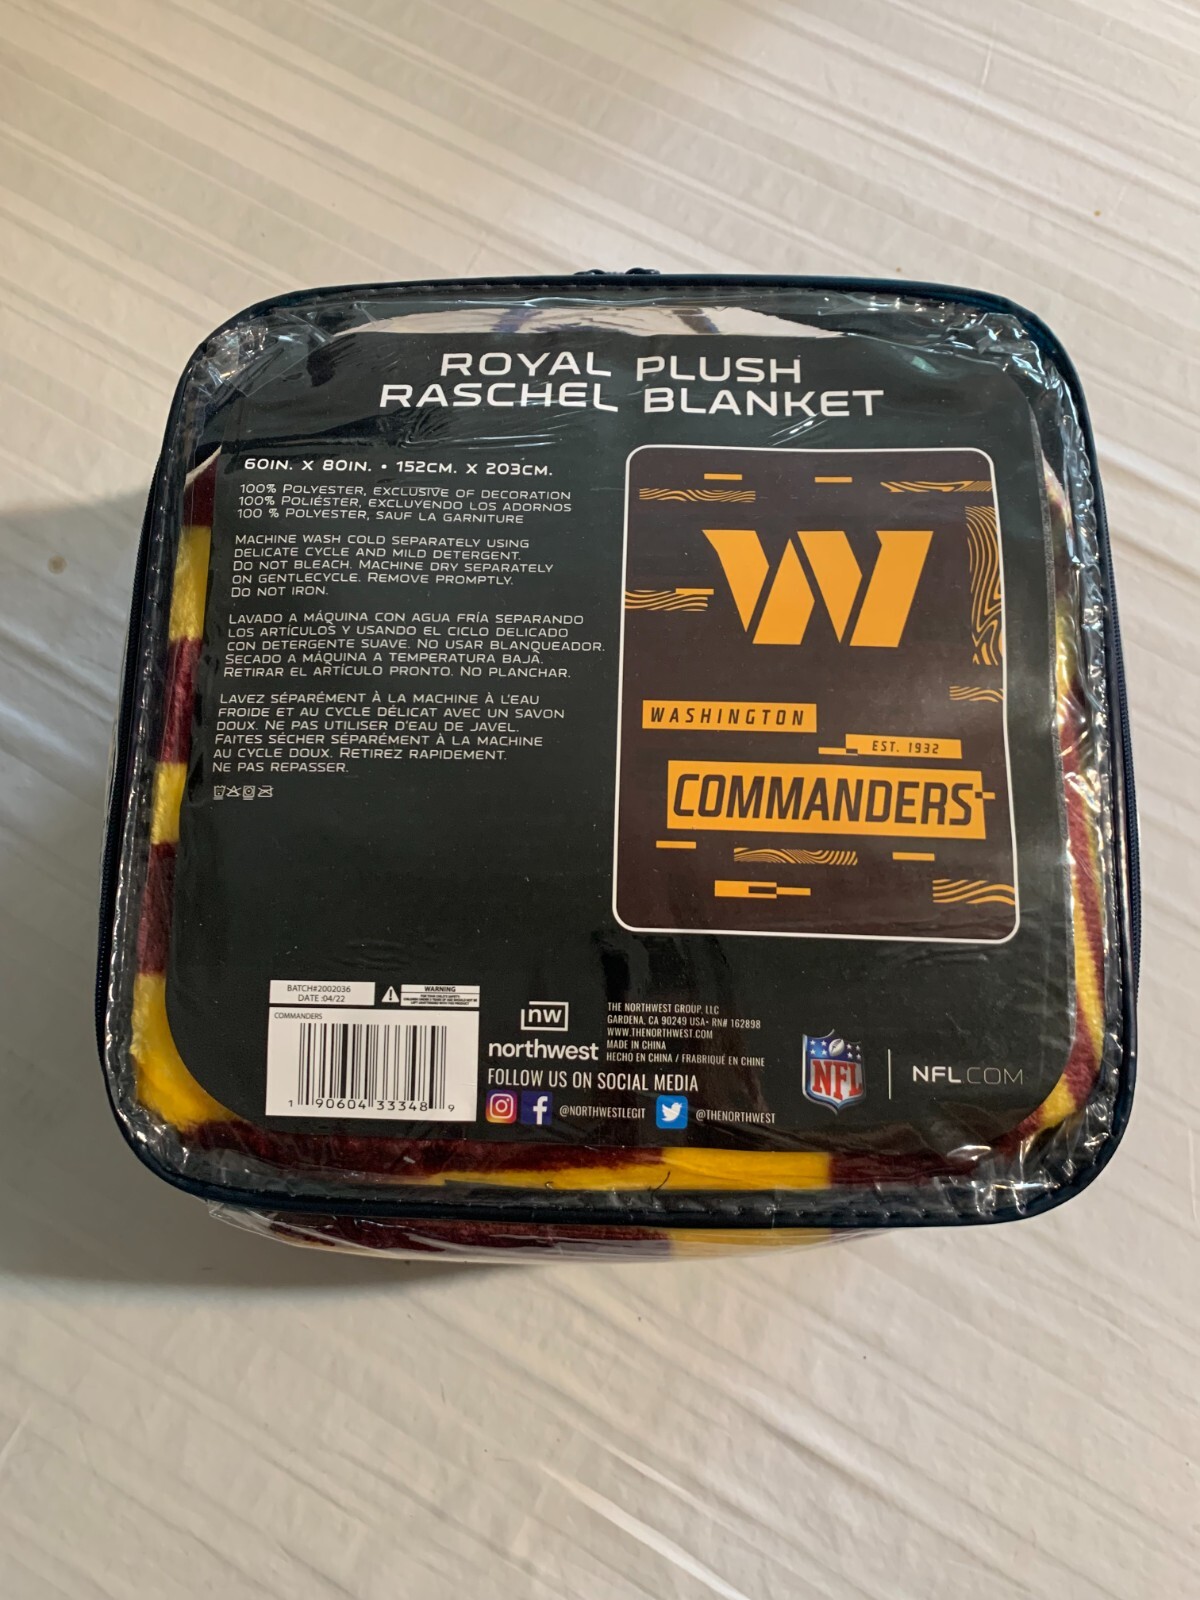 ROYAL PLUSH
RASCHEL BLANKET
60IN. X 80IN. • 152CM. X 203CM.
100% POLYESTER, EXCLUSIVE OF DECORATION
100% POLIÉSTER, EXCLUYENDO LOS ADORNOS
100 % POLYESTER, SAUF LA GARNITURE
MACHINE WASH COLD SEPARATELY USING
DELICATE CYCLE AND MILD DETERGENT.
DO NOT BLEACH. MACHINE DRY SEPARATELY
ON GENTLECYCLE. REMOVE PROMPTLY.
DO NOT IRON.
LAVADO A MÁQUINA CON AGUA FRÍA SEPARANDO
LOS ARTÍCULOS Y USANDO EL CICLO DELICADO
CON DETERGENTE SUAVE. NO USAR BLANQUEADOR.
SECADO A MÁQUINA A TEMPERATURA BAJA.
RETIRAR EL ARTÍCULO PRONTO. NO PLANCHAR.
LAVEZ SÉPARÉMENT À LA MACHINE À L'EAU
FROIDE ET AU CYCLE DÉLICAT AVEC UN SAVON
DOUX. NE PAS UTILISER D'EAU DE JAVEL.
FAITES SÉCHER SÉPARÉMENT À LA MACHINE
AU CYCLE DOUX. RETIREZ RAPIDEMENT.
NE PAS REPASSER.
W
WASHINGTON
EST. 1932
COMMANDERS
BATCH#2002036
DATE :04/22
WARNING
COMMANDERS
1 90604 33348 9
nw
northwest
THE NORTHWEST GROUP, LLC
GARDENA, CA 90249 USA• RN# 162898
WWW.THENORTHWEST.COM
MADE IN CHINA
HECHO EN CHINA / FRABRIQUÉ EN CHINE
FOLLOW US ON SOCIAL MEDIA
@NORTHWESTLEGIT
@THENORTHWEST
NFL
NFL.COM